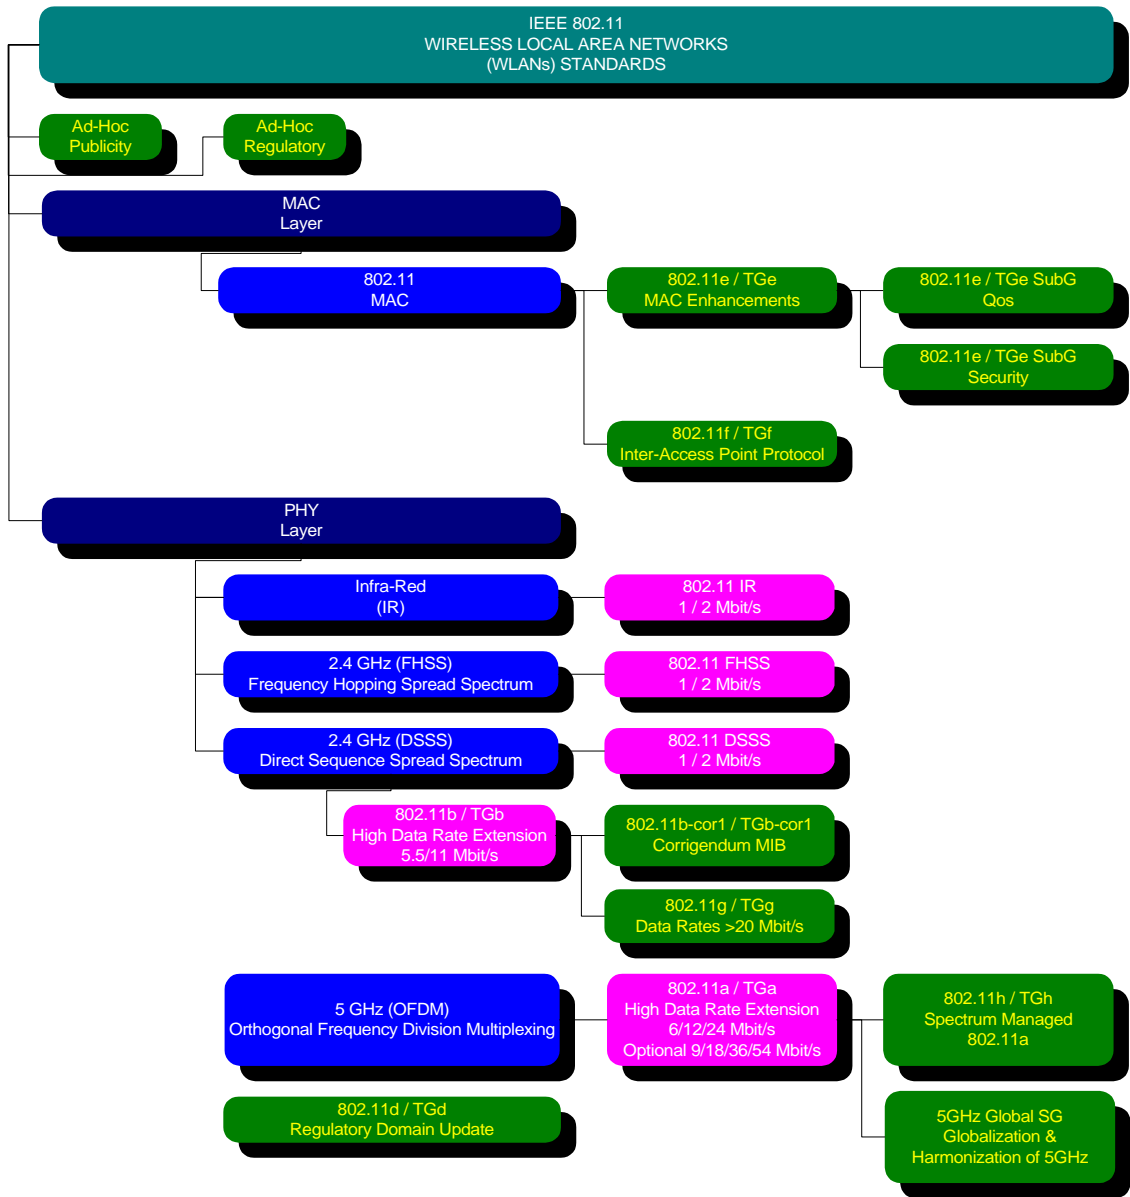 IEEE 802.11
WIRELESS LOCAL AREA NETWORKS
(WLANs) STANDARDS
Ad-Hoc
Publicity
Ad-Hoc
Regulatory
MAC
Layer
802.11
MAC
802.11e / TGe
MAC Enhancements
802.11e / TGe SubG
Qos
802.11e / TGe SubG
Security
802.11f / TGf
Inter-Access Point Protocol
PHY
Layer
Infra-Red
(IR)
802.11 IR
1 / 2 Mbit/s
2.4 GHz (FHSS)
Frequency Hopping Spread Spectrum
802.11 FHSS
1 / 2 Mbit/s
2.4 GHz (DSSS)
Direct Sequence Spread Spectrum
802.11 DSSS
1 / 2 Mbit/s
802.11b / TGb
High Data Rate Extension
5.5/11 Mbit/s
802.11b-cor1 / TGb-cor1
Corrigendum MIB
802.11g / TGg
Data Rates >20 Mbit/s
5 GHz (OFDM)
Orthogonal Frequency Division Multiplexing
802.11a / TGa
High Data Rate Extension
6/12/24 Mbit/s
Optional 9/18/36/54 Mbit/s
802.11h / TGh
Spectrum Managed
802.11a
802.11d / TGd
Regulatory Domain Update
5GHz Global SG
Globalization &
Harmonization of 5GHz